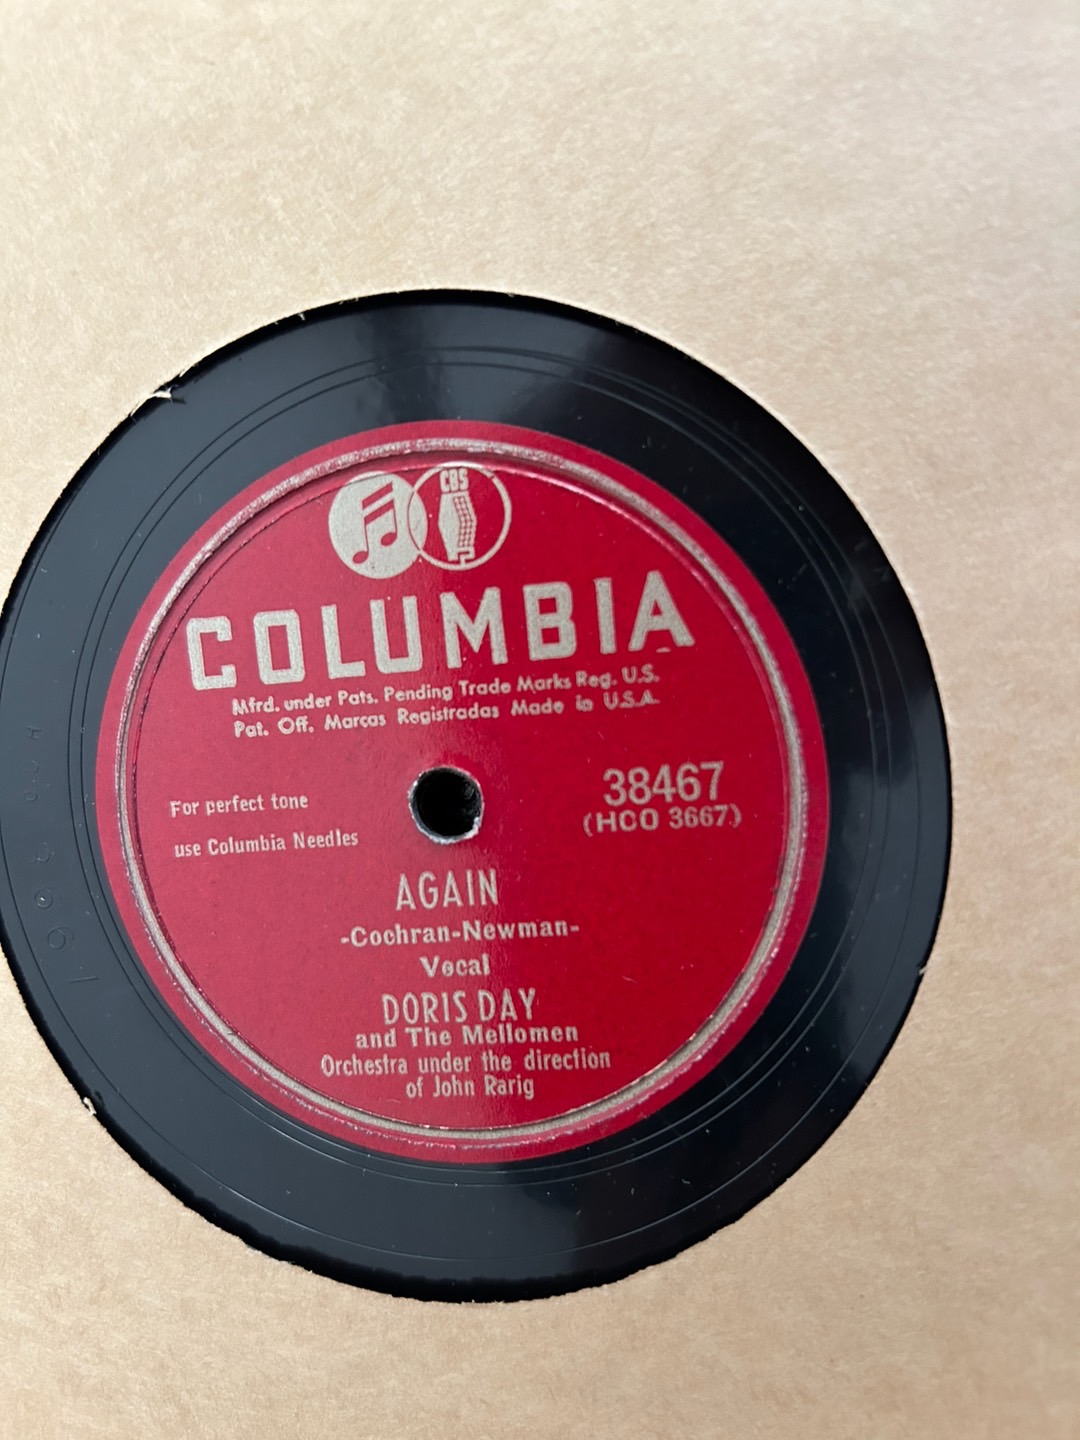 CBS
COLUMBIA
Mfrd. under Pats. Pending Trade Marks Reg. U.S.
Pat. Off. Marcas Registradas Made in U.S.A.
38467
(HCO 3667)
For perfect tone
use Columbia Needles
AGAIN
-Cochran-Newman-
Vocal
DORIS DAY
and The Mellomen
Orchestra under the direction
of John Rarig